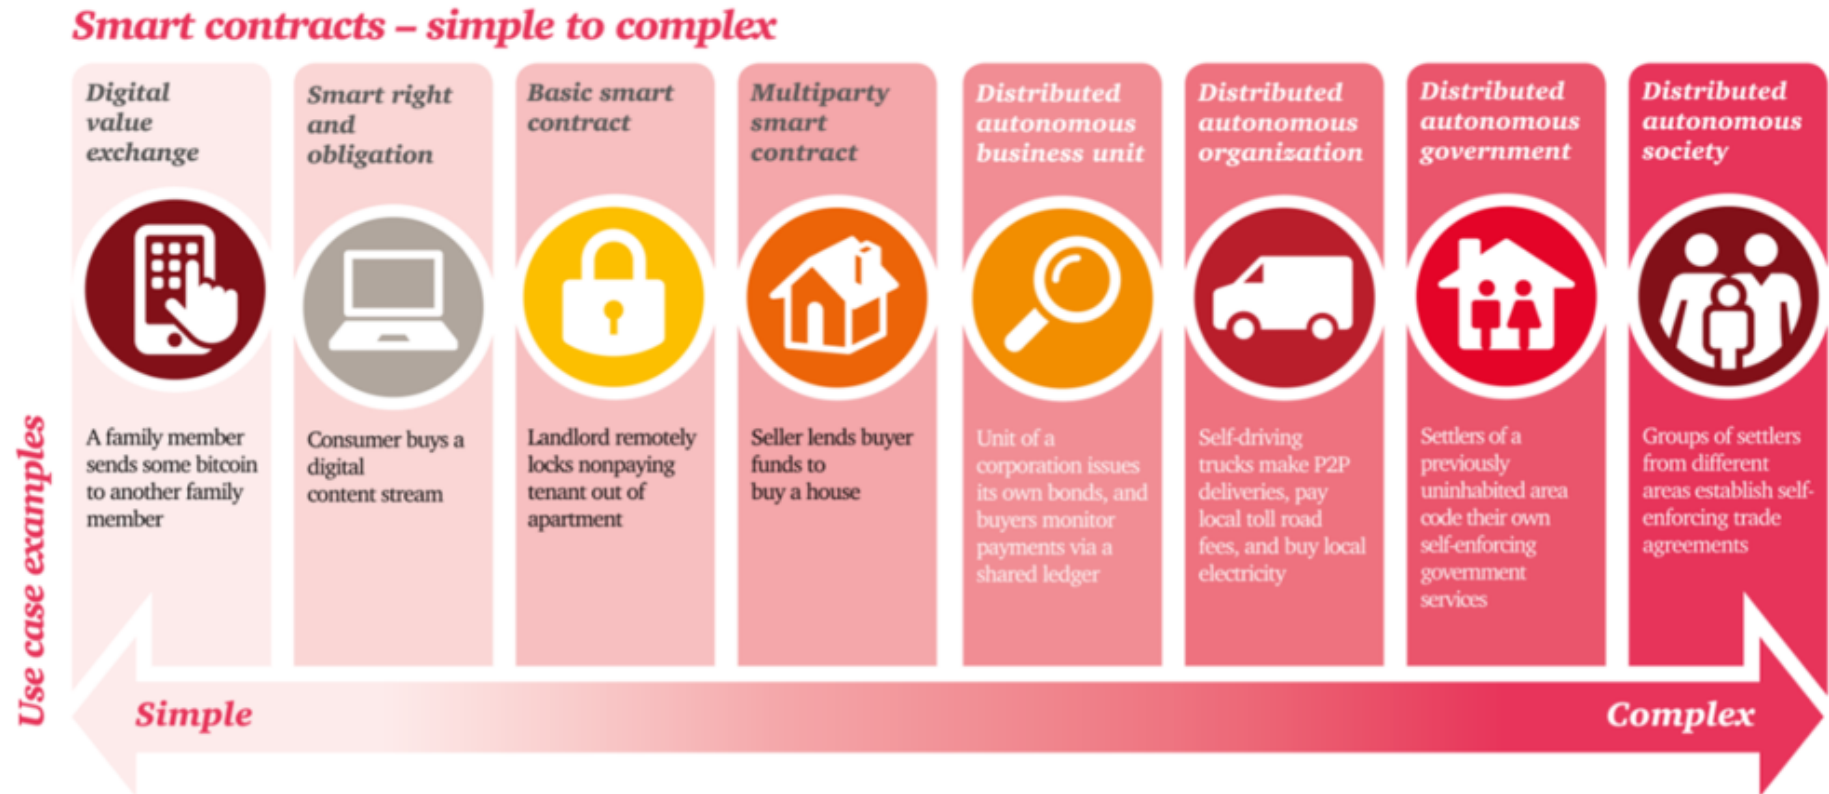 Smart contracts – simple to complex
Digital
value
exchange
A family member
sends some bitcoin
to another family
member
Smart right
and
obligation
Consumer buys a
digital
content stream
Basic smart
contract
Landlord remotely
locks nonpaying
tenant out of
apartment
Multiparty
smart
contract
Seller lends buyer
funds to
buy a house
Distributed
autonomous
business unit
Unit of a
corporation issues
its own bonds, and
buyers monitor
payments via a
shared ledger
Distributed
autonomous
organization
Self-driving
trucks make P2P
deliveries, pay
local toll road
fees, and buy local
electricity
Distributed
autonomous
government
Settlers of a
previously
uninhabited area
code their own
self-enforcing
government
services
Distributed
autonomous
society
Groups of settlers
from different
areas establish self-
enforcing trade
agreements
Use case examples
Simple
Complex